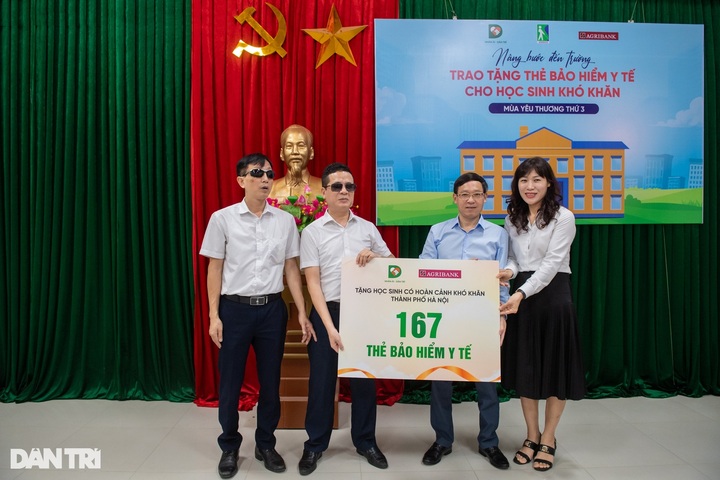 AGRIBANK
Nâng bước đến Trường
TRAO TẶNG THẺ BẢO HIỂM Y TẾ
CHO HỌC SINH KHÓ KHĂN
MÙA YÊU THƯƠNG THỨ 3
AGRIBANK
TẶNG HỌC SINH CÓ HOÀN CẢNH KHÓ KHĂN
THÀNH PHỐ HÀ NỘI
167
THẺ BẢO HIỂM Y TẾ
DÂN TRÍ